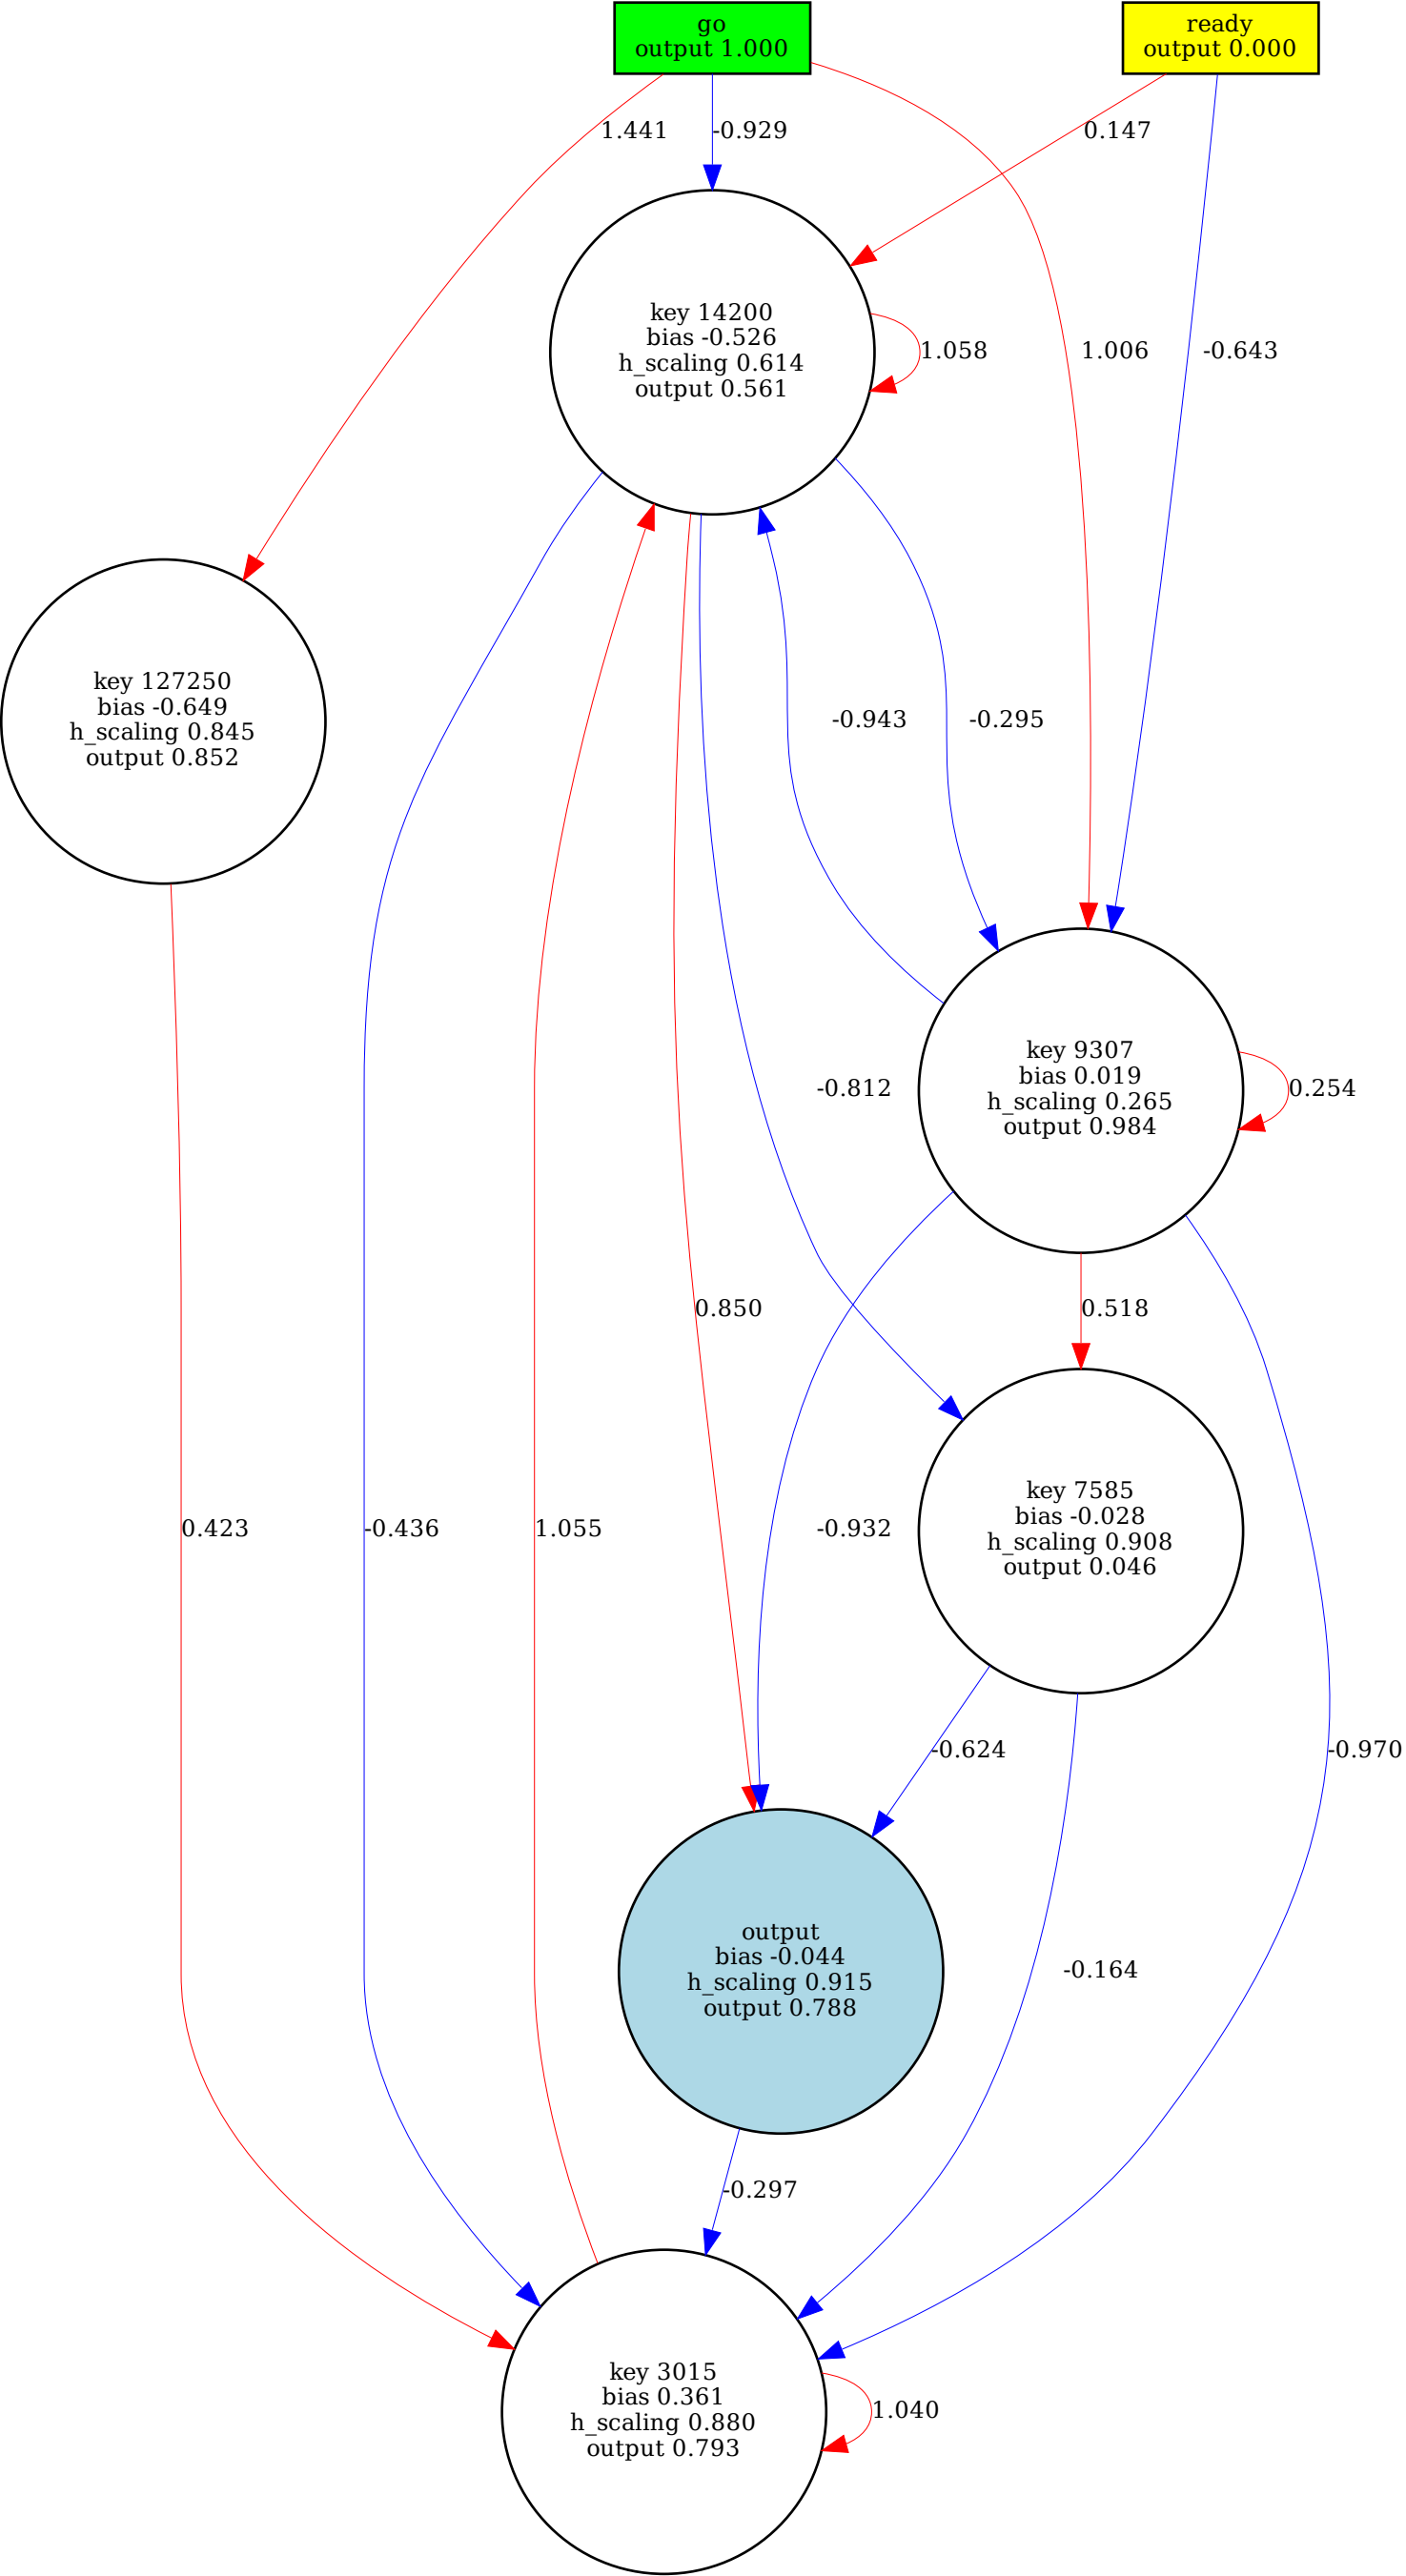 go
output 1.000
ready
output 0.000
1.441
-0.929
0.147
key 14200
bias -0.526
h_scaling 0.614
output 0.561
1.058
1.006
-0.643
key 127250
bias -0.649
h_scaling 0.845
output 0.852
-0.943
-0.295
key 9307
bias 0.019
h_scaling 0.265
output 0.984
-0.812
0.254
0.850
0.518
key 7585
bias -0.028
h_scaling 0.908
output 0.046
0.423
-0.436
1.055
-0.932
-0.624
-0.970
output
bias -0.044
h_scaling 0.915
output 0.788
-0.164
-0.297
key 3015
bias 0.361
h_scaling 0.880
output 0.793
1.040